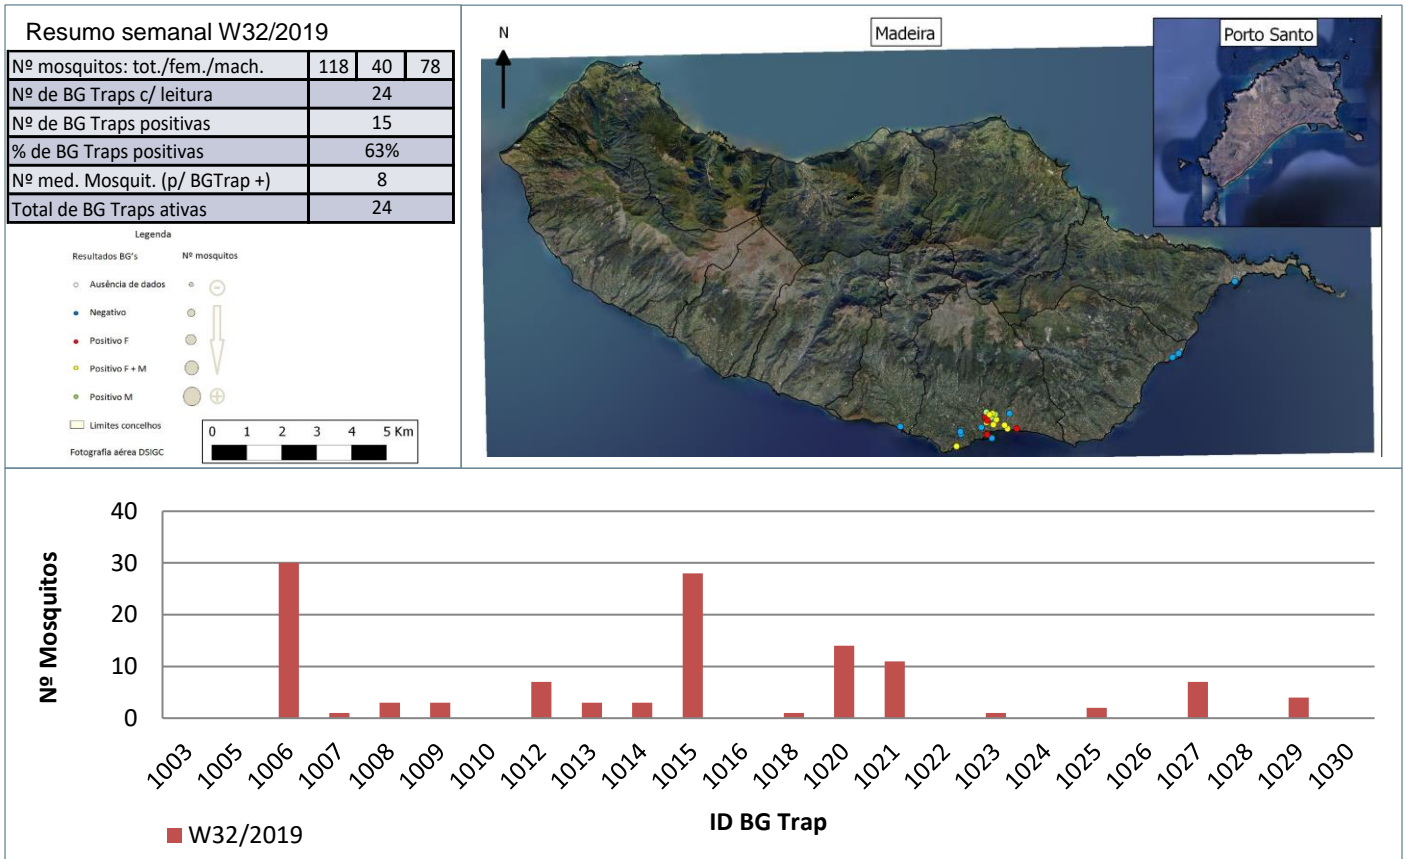 Resumo semanal W32/2019
Nº mosquitos: tot./fem./mach. 118 40 78
Nº de BG Traps c/ leitura 24
Nº de BG Traps positivas 15
% de BG Traps positivas 63%
Nº med. Mosquit. (p/ BGTrap +) 8
Total de BG Traps ativas 24
Legenda
Resultados BG's Nº mosquitos
Ausência de dados
Negativo
Positivo F
Positivo F + M
Positivo M
Limites concelhos
Fotografia aérea DSIGC
0 1 2 3 4 5 Km
N
Madeira
Porto Santo
Nº Mosquitos
40
30
20
10
0
1003 1005 1006 1007 1008 1009 1010 1012 1013 1014 1015 1016 1018 1020 1021 1022 1023 1024 1025 1026 1027 1028 1029 1030
ID BG Trap
W32/2019